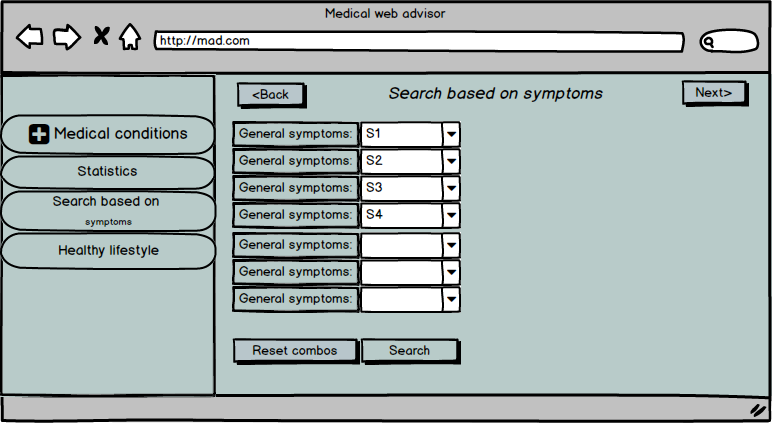 Medical web advisor
http://mad.com
<Back
Search based on symptoms
Next>
Medical conditions
Statistics
Search based on
symptoms
Healthy lifestyle
General symptoms: S1
General symptoms: S2
General symptoms: S3
General symptoms: S4
General symptoms:
General symptoms:
General symptoms:
Reset combos
Search